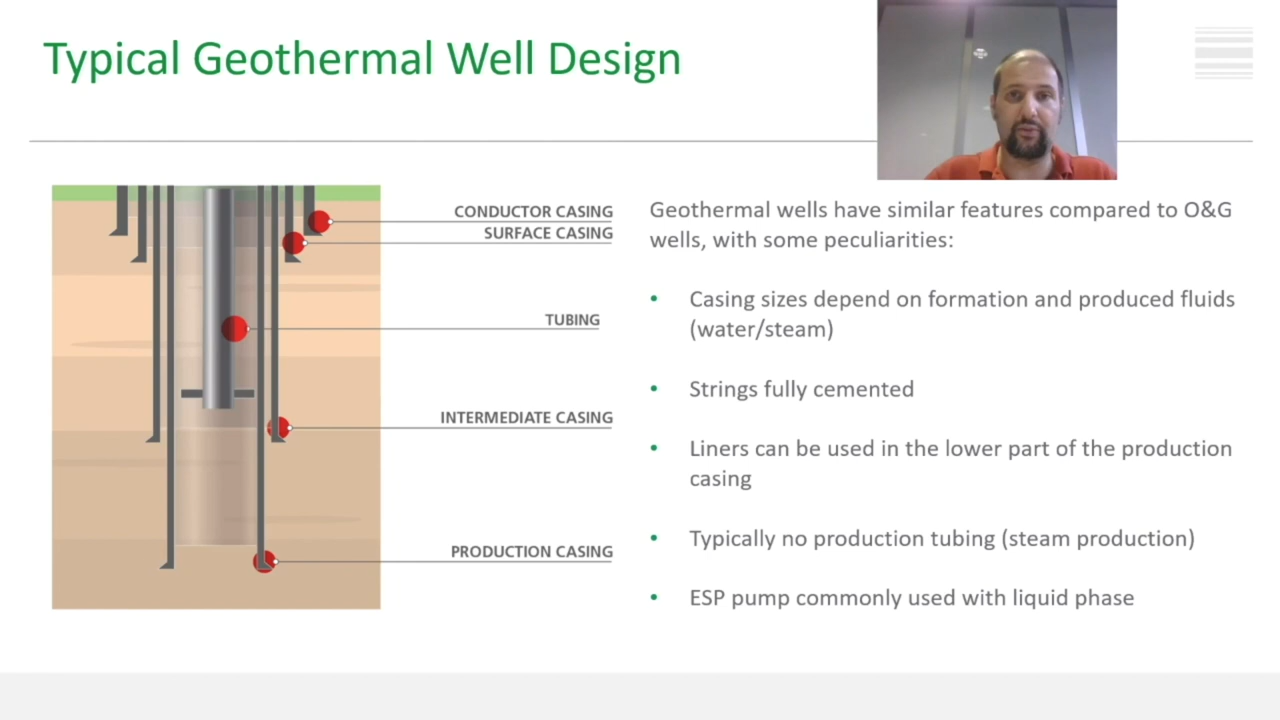 Typical Geothermal Well Design
CONDUCTOR CASING
SURFACE CASING
TUBING
INTERMEDIATE CASING
PRODUCTION CASING
Geothermal wells have similar features compared to O&G
wells, with some peculiarities:
• Casing sizes depend on formation and produced fluids
(water/steam)
• Strings fully cemented
• Liners can be used in the lower part of the production
casing
• Typically no production tubing (steam production)
• ESP pump commonly used with liquid phase